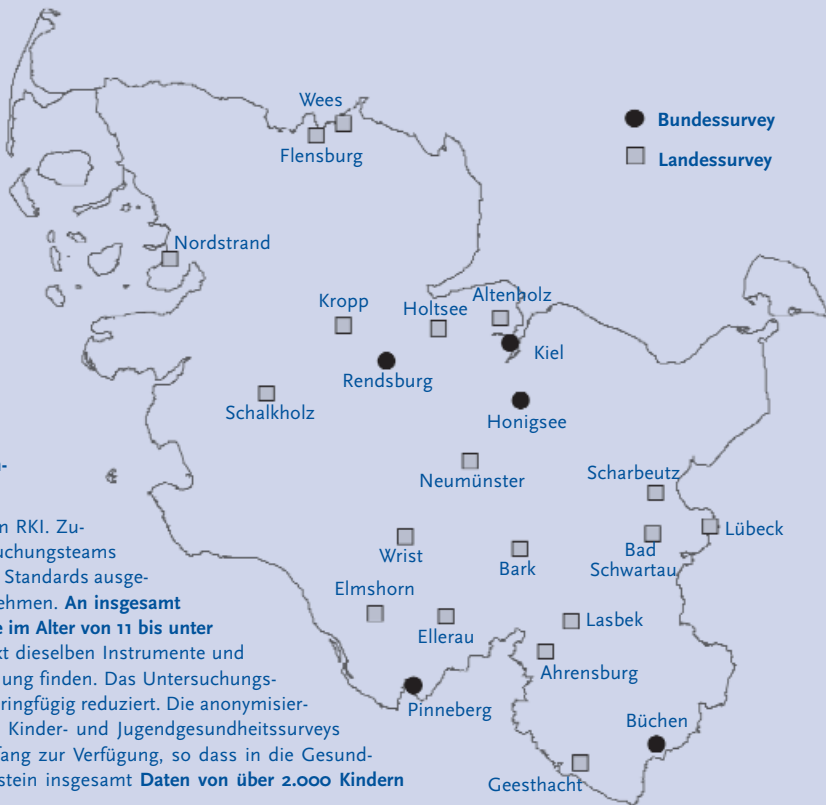 Wees
Flensburg
Bundessurvey
Landessurvey
Nordstrand
Kropp
Holtsee
Altenholz
Kiel
Rendsburg
Schalkholz
Honigsee
Neumünster
Scharbeutz
Lübeck
Bad
Schwartau
Wrist
Bark
Elmshorn
Ellerau
Lasbek
Ahrensburg
Pinneberg
Büchen
Geesthacht
RKI. Zu-
uchungsteams
Standards ausge-
ehmen. An insgesamt
im Alter von 11 bis unter
dieselben Instrumente und
ung finden. Das Untersuchungs-
ringfügig reduziert. Die anonymisier-
Kinder- und Jugendgesundheitssurveys
fang zur Verfügung, so dass in die Gesund-
stein insgesamt Daten von über 2.000 Kindern